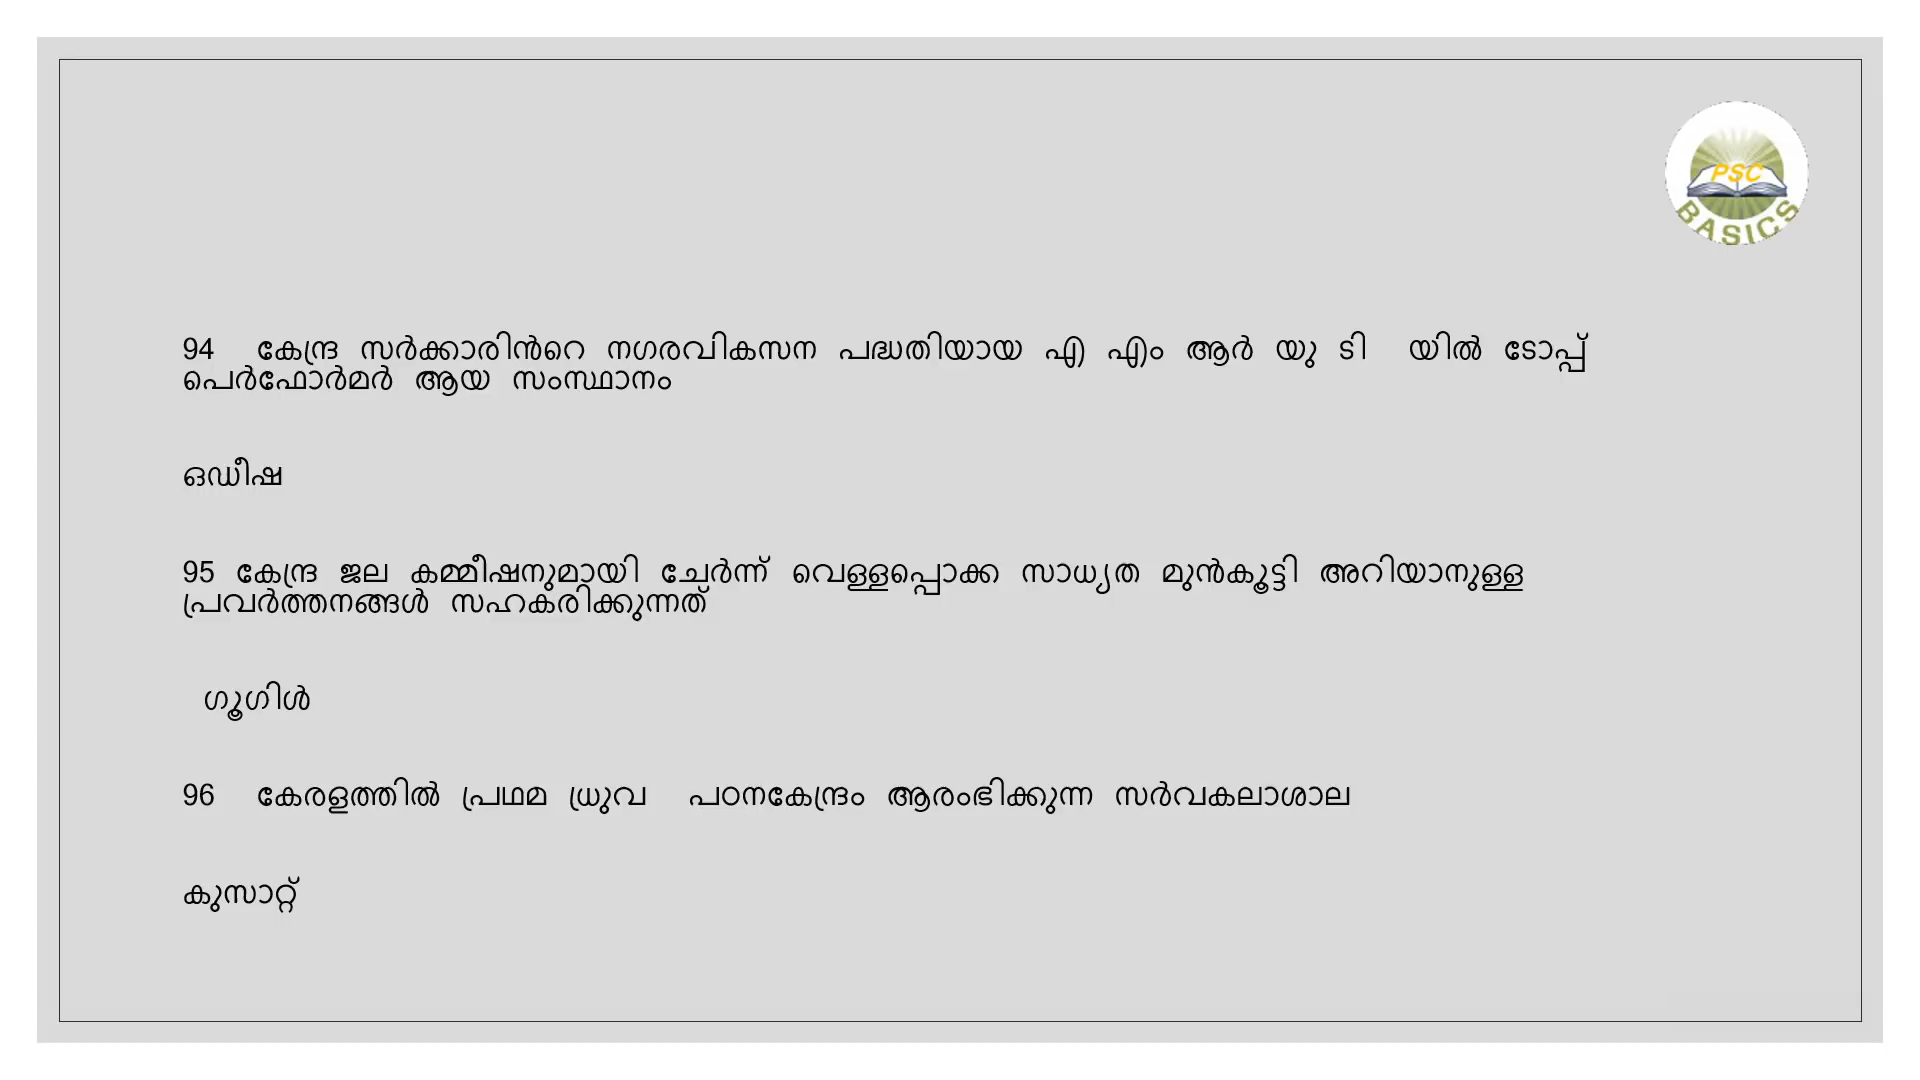 PSC
BASICS
94 കേന്ദ്ര സർക്കാരിൻറെ നഗരവികസന പദ്ധതിയായ എ എം ആർ യു ടി യിൽ ടോപ്പ്
പെർഫോർമർ ആയ സംസ്ഥാനം
ഒഡീഷ
95 കേന്ദ്ര ജല കമ്മീഷനുമായി ചേർന്ന് വെള്ളപ്പൊക്ക സാധ്യത മുൻകൂട്ടി അറിയാനുള്ള
പ്രവർത്തനങ്ങൾ സഹകരിക്കുന്നത്
ഗൂഗിൾ
96 കേരളത്തിൽ പ്രഥമ ധ്രുവ പഠനകേന്ദ്രം ആരംഭിക്കുന്ന സർവകലാശാല
കുസാറ്റ്